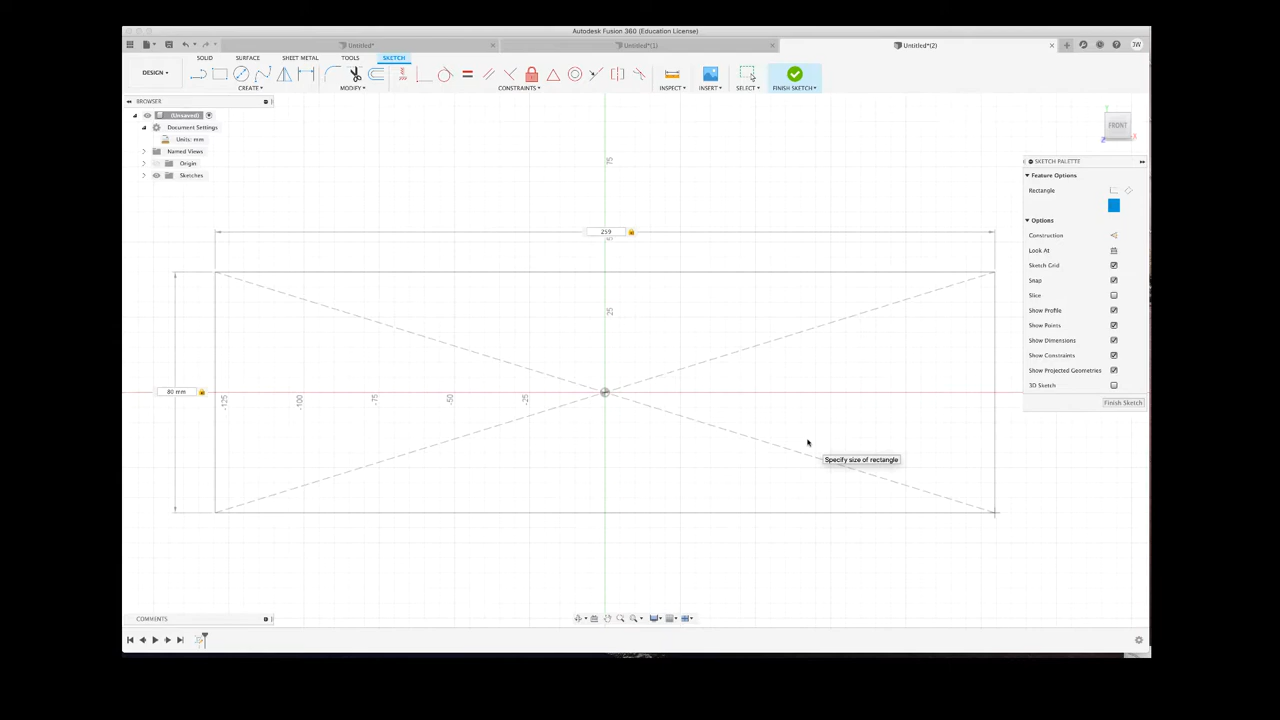 Autodesk Fusion 360 (Education License)
Untitled*
Untitled*(1)
Untitled*(2)
JW
SOLID
SURFACE
SHEET METAL
TOOLS
SKETCH
DESIGN
CREATE
MODIFY
CONSTRAINTS
INSPECT
INSERT
SELECT
FINISH SKETCH
BROWSER
(Unsaved)
Document Settings
Units: mm
Named Views
Origin
Sketches
FRONT
Y
X
Z
SKETCH PALETTE
Feature Options
Rectangle
Options
Construction
Look At
Sketch Grid
Snap
Slice
Show Profile
Show Points
Show Dimensions
Show Constraints
Show Projected Geometries
3D Sketch
Finish Sketch
75
259
25
80 mm
-125
-100
-75
-50
-25
Specify size of rectangle
COMMENTS